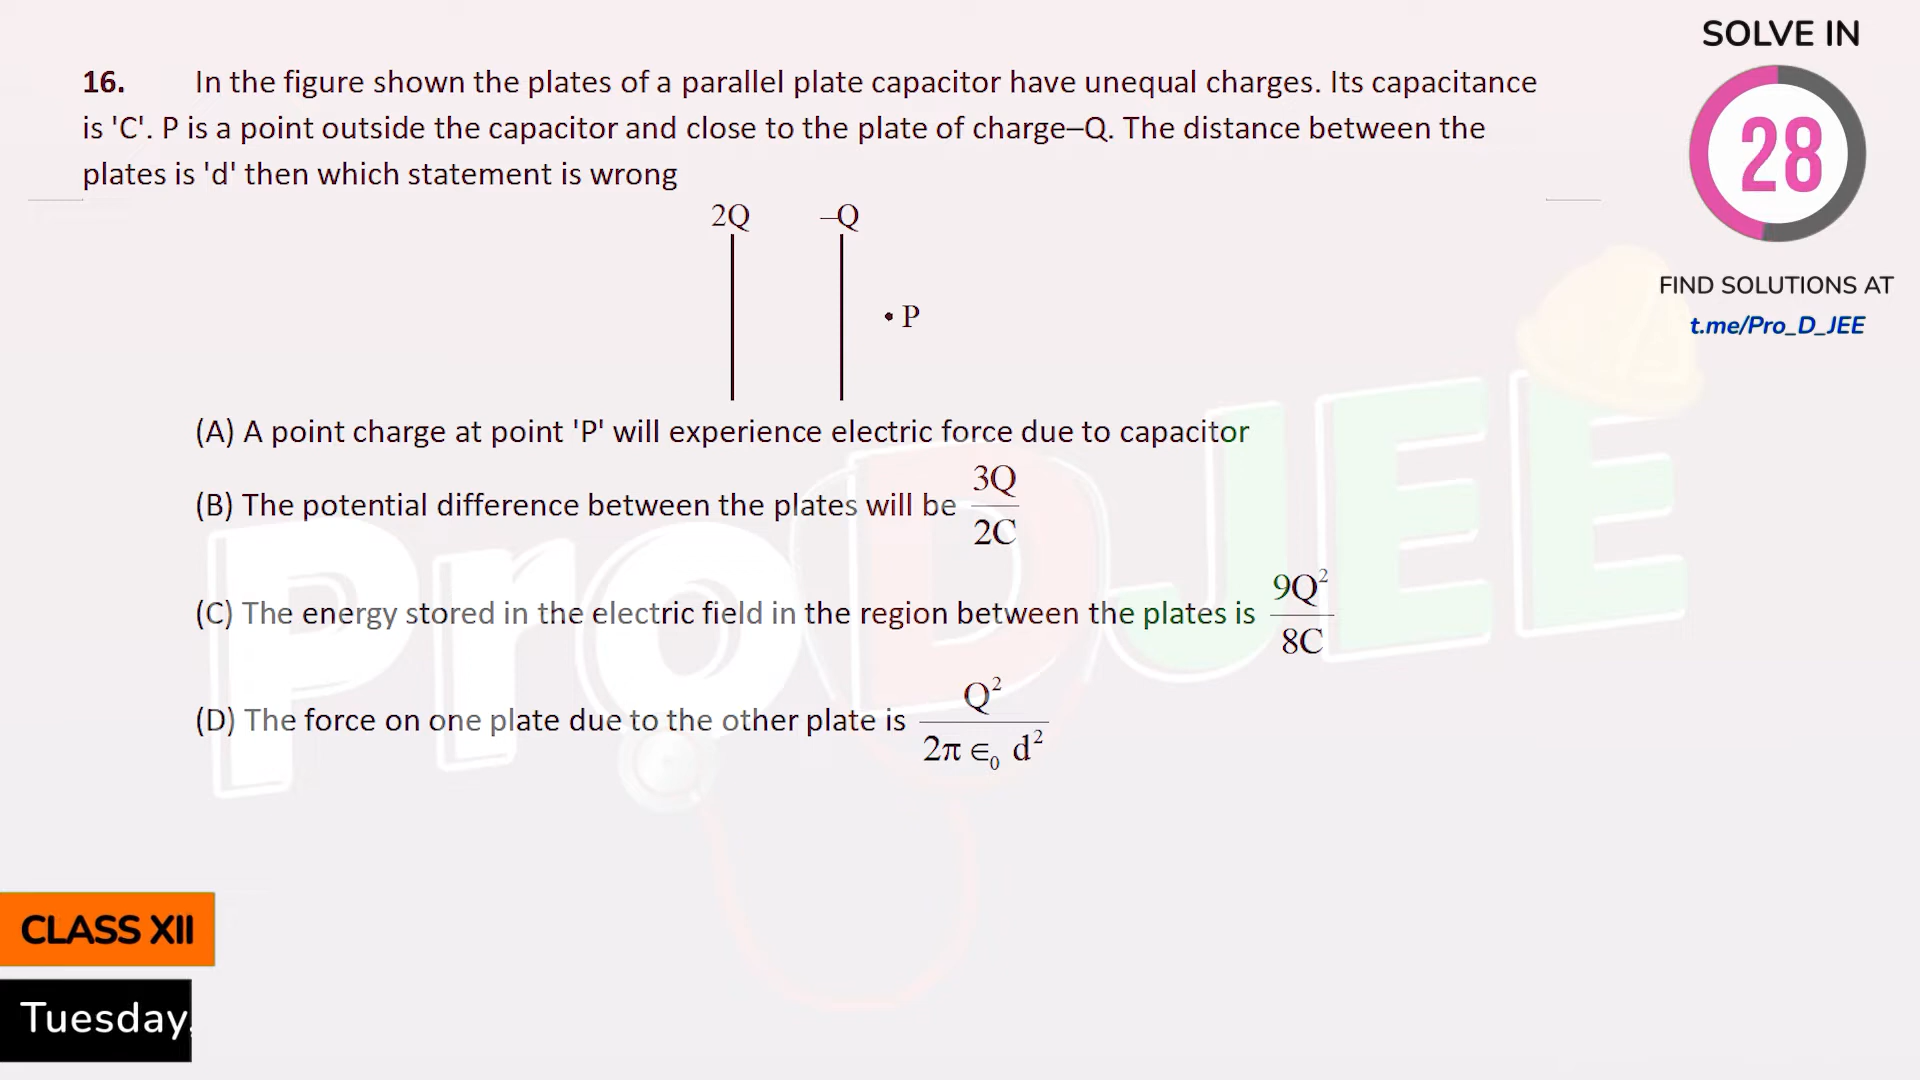 SOLVE IN
28
FIND SOLUTIONS AT
t.me/Pro_D_JEE
16. In the figure shown the plates of a parallel plate capacitor have unequal charges. Its capacitance
is 'C'. P is a point outside the capacitor and close to the plate of charge–Q. The distance between the
plates is 'd' then which statement is wrong
2Q –Q
P
(A) A point charge at point 'P' will experience electric force due to capacitor
(B) The potential difference between the plates will be 3Q/2C
(C) The energy stored in the electric field in the region between the plates is 9Q²/8C
(D) The force on one plate due to the other plate is Q²/2π ∈₀ d²
Pro DJEE
CLASS XII
Tuesday,